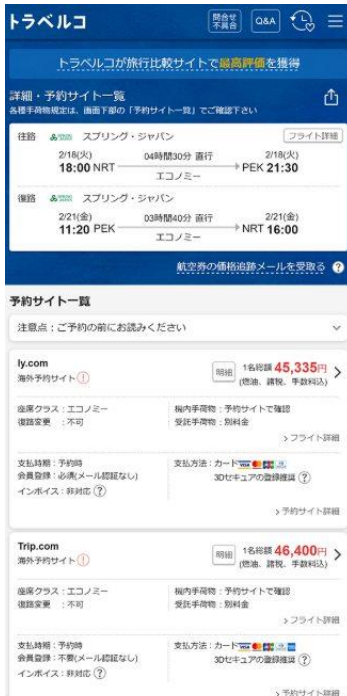 トラベルコ
問合せ
不具合
Q&A
トラベルコが旅行比較サイトで最高評価を獲得
詳細・予約サイト一覧
各種手荷物規定は、画面下部の「予約サイト一覧」でご確認下さい
往路 スプリング・ジャパン フライト詳細
2/18(火) 04時間30分 直行 2/18(火)
18:00 NRT PEK 21:30
エコノミー
復路 スプリング・ジャパン
2/21(金) 03時間40分 直行 2/21(金)
11:20 PEK NRT 16:00
エコノミー
航空券の価格追跡メールを受取る ?
予約サイト一覧
注意点：ご予約の前にお読みください
ly.com
海外予約サイト
明細 1名総額 45,335円
(燃油、諸税、手数料込)
座席クラス：エコノミー 機内手荷物：予約サイトで確認
復路変更 ：不可 受託手荷物：別料金
>フライト詳細
支払時期：予約時 支払方法：カード VISA
会員登録：必須(メール認証なし) 3Dセキュアの登録推奨 ?
インボイス：非対応 ?
>予約サイト詳細
Trip.com
海外予約サイト
明細 1名総額 46,400円
(燃油、諸税、手数料込)
座席クラス：エコノミー 機内手荷物：予約サイトで確認
復路変更 ：不可 受託手荷物：別料金
>フライト詳細
支払時期：予約時 支払方法：カード VISA
会員登録：不要(メール認証なし) 3Dセキュアの登録推奨 ?
インボイス：非対応 ?
>予約サイト詳細